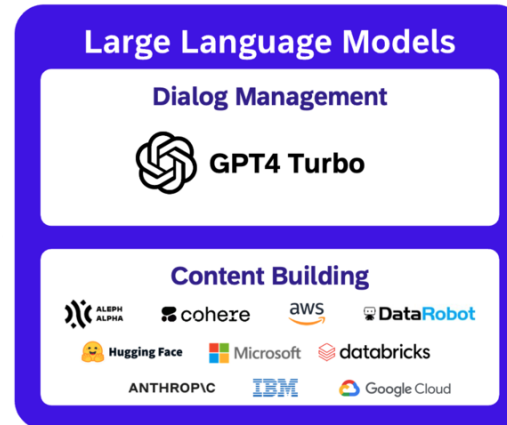 Large Language Models
Dialog Management
GPT4 Turbo
Content Building
ALEPH
ALPHA
cohere
aws
DataRobot
Hugging Face
Microsoft
databricks
ANTHROP\C
IBM
Google Cloud